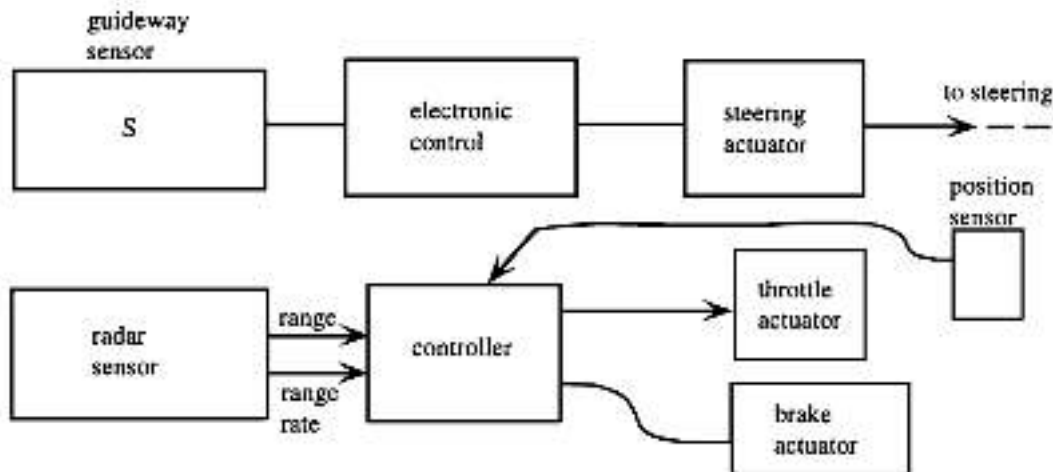 guideway
sensor
S
electronic
control
steering
actuator
to steering
position
sensor
radar
sensor
range
range
rate
controller
throttle
actuator
brake
actuator